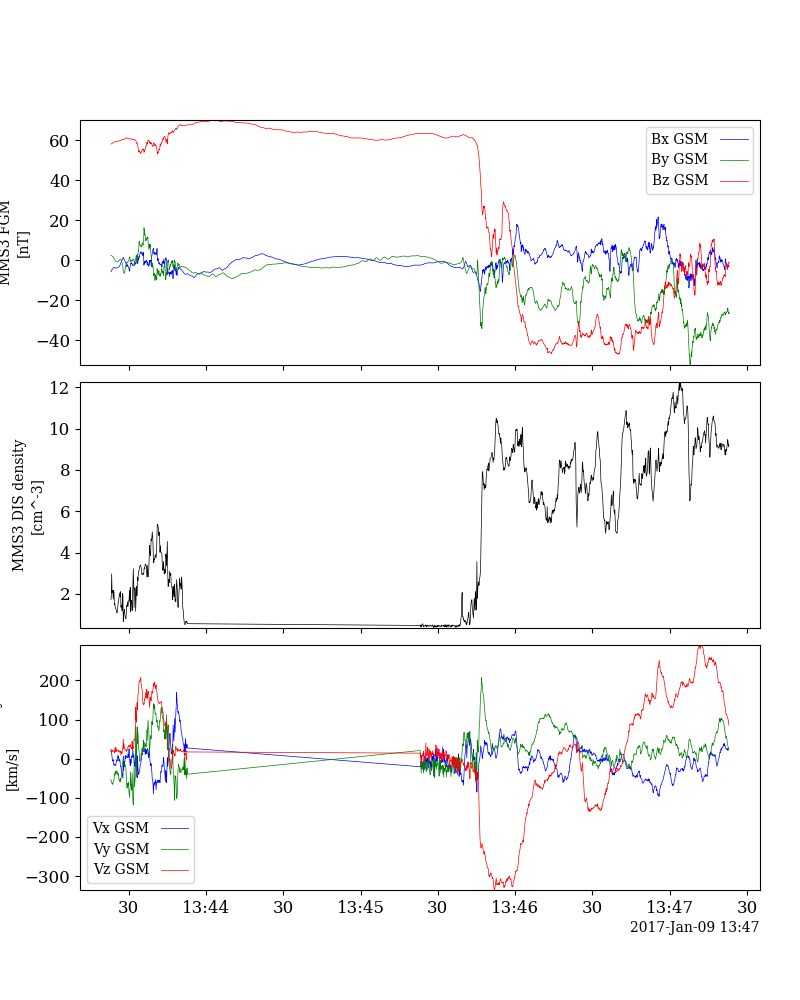 60
40
20
0
−20
−40
MMS3 FGM
[nT]
Bx GSM
By GSM
Bz GSM
12
10
8
6
4
2
MMS3 DIS density
[cm^-3]
200
100
0
−100
−200
−300
[km/s]
Vx GSM
Vy GSM
Vz GSM
30 13:44 30 13:45 30 13:46 30 13:47 30
2017-Jan-09 13:47